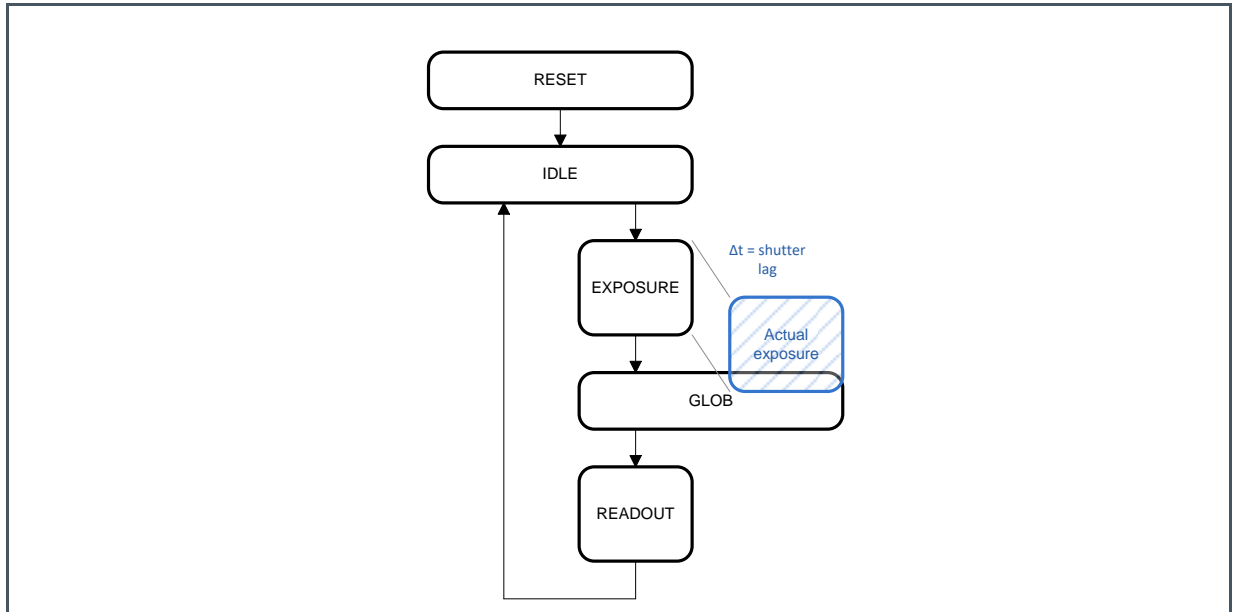 RESET
IDLE
EXPOSURE
Δt = shutter
lag
Actual
exposure
GLOB
READOUT